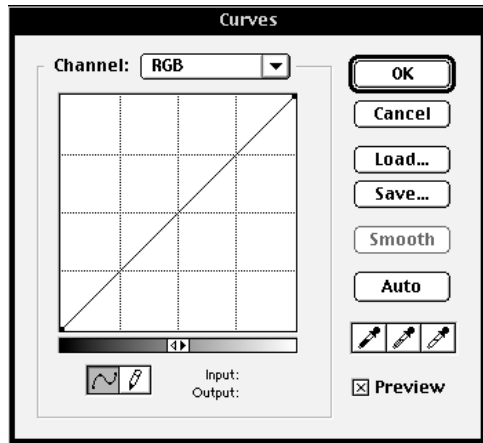 Curves
Channel: RGB
OK
Cancel
Load...
Save...
Smooth
Auto
Input:
Output:
Preview